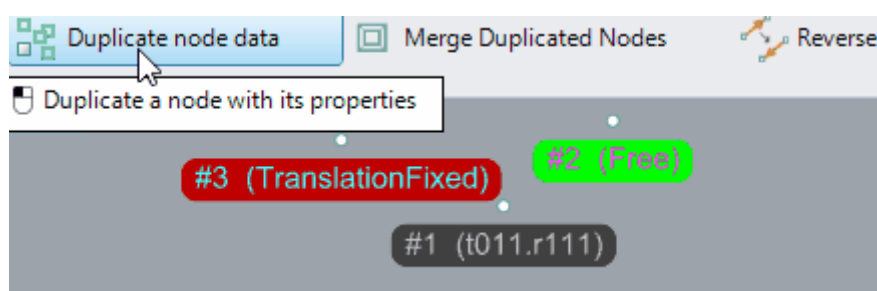 Duplicate node data Merge Duplicated Nodes Reverse
Duplicate a node with its properties
#3 (TranslationFixed) #2 (Free)
#1 (t011.r111)